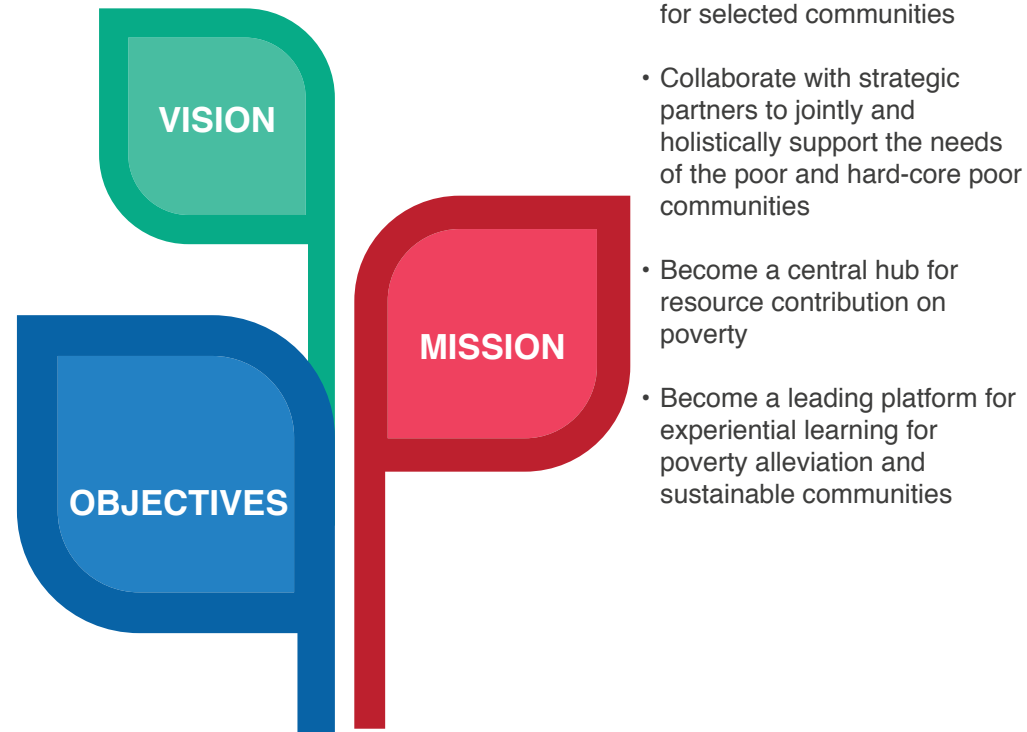 VISION
MISSION
OBJECTIVES
for selected communities
• Collaborate with strategic
partners to jointly and
holistically support the needs
of the poor and hard-core poor
communities
• Become a central hub for
resource contribution on
poverty
• Become a leading platform for
experiential learning for
poverty alleviation and
sustainable communities